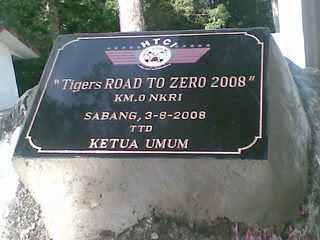 HTCI
"Tigers ROAD TO ZERO 2008"
KM.0 NKRI
SABANG, 3-8-2008
TTD
KETUA UMUM